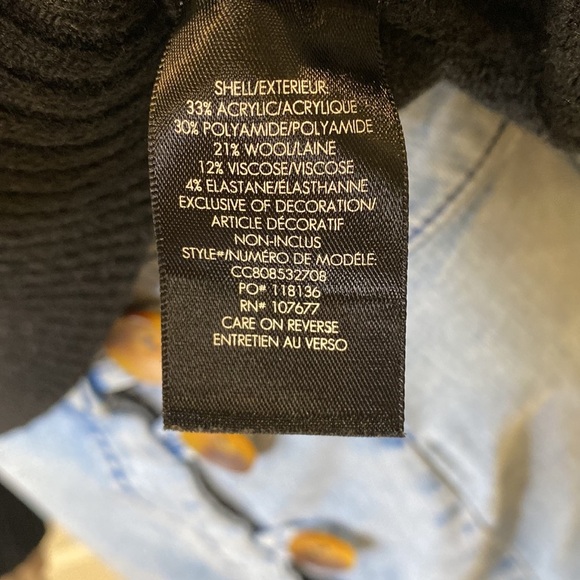 SHELL/EXTERIEUR:
33% ACRYLIC/ACRYLIQUE
30% POLYAMIDE/POLYAMIDE
21% WOOL/LAINE
12% VISCOSE/VISCOSE
4% ELASTANE/ÉLASTHANNE
EXCLUSIVE OF DECORATION/
ARTICLE DÉCORATIF
NON-INCLUS
STYLE#/NUMÉRO DE MODÈLE:
CC80853270B
PO# 118136
RN# 107677
CARE ON REVERSE
ENTRETIEN AU VERSO